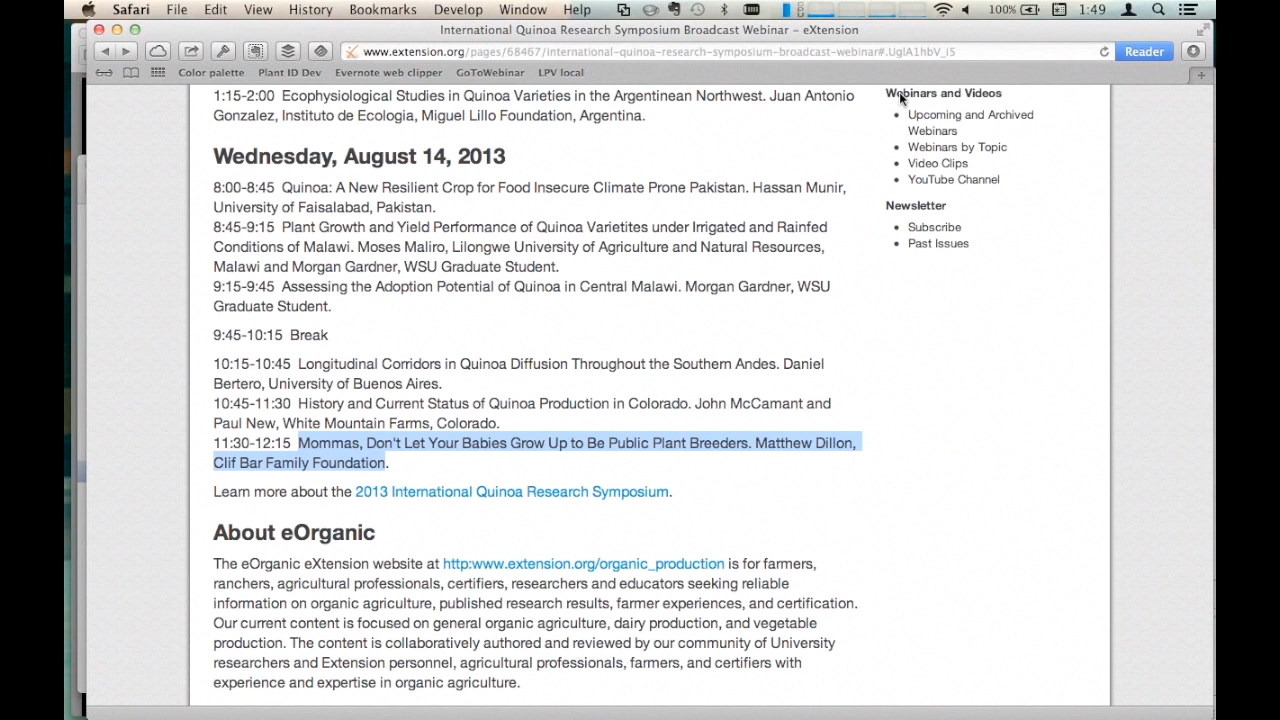 Safari File Edit View History Bookmarks Develop Window Help 100% 1:49
International Quinoa Research Symposium Broadcast Webinar – eXtension
www.extension.org/pages/68467/international-quinoa-research-symposium-broadcast-webinar#.UglA1hbV_i5
Reader
Color palette Plant ID Dev Evernote web clipper GoToWebinar LPV local
1:15-2:00 Ecophysiological Studies in Quinoa Varieties in the Argentinean Northwest. Juan Antonio
Gonzalez, Instituto de Ecologia, Miguel Lillo Foundation, Argentina.
Wednesday, August 14, 2013
8:00-8:45 Quinoa: A New Resilient Crop for Food Insecure Climate Prone Pakistan. Hassan Munir,
University of Faisalabad, Pakistan.
8:45-9:15 Plant Growth and Yield Performance of Quinoa Varietites under Irrigated and Rainfed
Conditions of Malawi. Moses Maliro, Lilongwe University of Agriculture and Natural Resources,
Malawi and Morgan Gardner, WSU Graduate Student.
9:15-9:45 Assessing the Adoption Potential of Quinoa in Central Malawi. Morgan Gardner, WSU
Graduate Student.
9:45-10:15 Break
10:15-10:45 Longitudinal Corridors in Quinoa Diffusion Throughout the Southern Andes. Daniel
Bertero, University of Buenos Aires.
10:45-11:30 History and Current Status of Quinoa Production in Colorado. John McCamant and
Paul New, White Mountain Farms, Colorado.
11:30-12:15 Mommas, Don't Let Your Babies Grow Up to Be Public Plant Breeders. Matthew Dillon,
Clif Bar Family Foundation.
Learn more about the 2013 International Quinoa Research Symposium.
About eOrganic
The eOrganic eXtension website at http:www.extension.org/organic_production is for farmers,
ranchers, agricultural professionals, certifiers, researchers and educators seeking reliable
information on organic agriculture, published research results, farmer experiences, and certification.
Our current content is focused on general organic agriculture, dairy production, and vegetable
production. The content is collaboratively authored and reviewed by our community of University
researchers and Extension personnel, agricultural professionals, farmers, and certifiers with
experience and expertise in organic agriculture.
Webinars and Videos
Upcoming and Archived
Webinars
Webinars by Topic
Video Clips
YouTube Channel
Newsletter
Subscribe
Past Issues